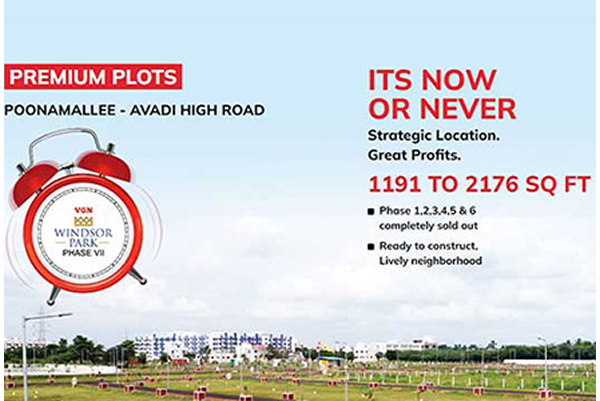 PREMIUM PLOTS
POONAMALLEE - AVADI HIGH ROAD
VGN
WINDSOR
PARK
PHASE VII
ITS NOW
OR NEVER
Strategic Location.
Great Profits.
1191 TO 2176 SQ FT
Phase 1,2,3,4,5 & 6
completely sold out
Ready to construct,
Lively neighborhood